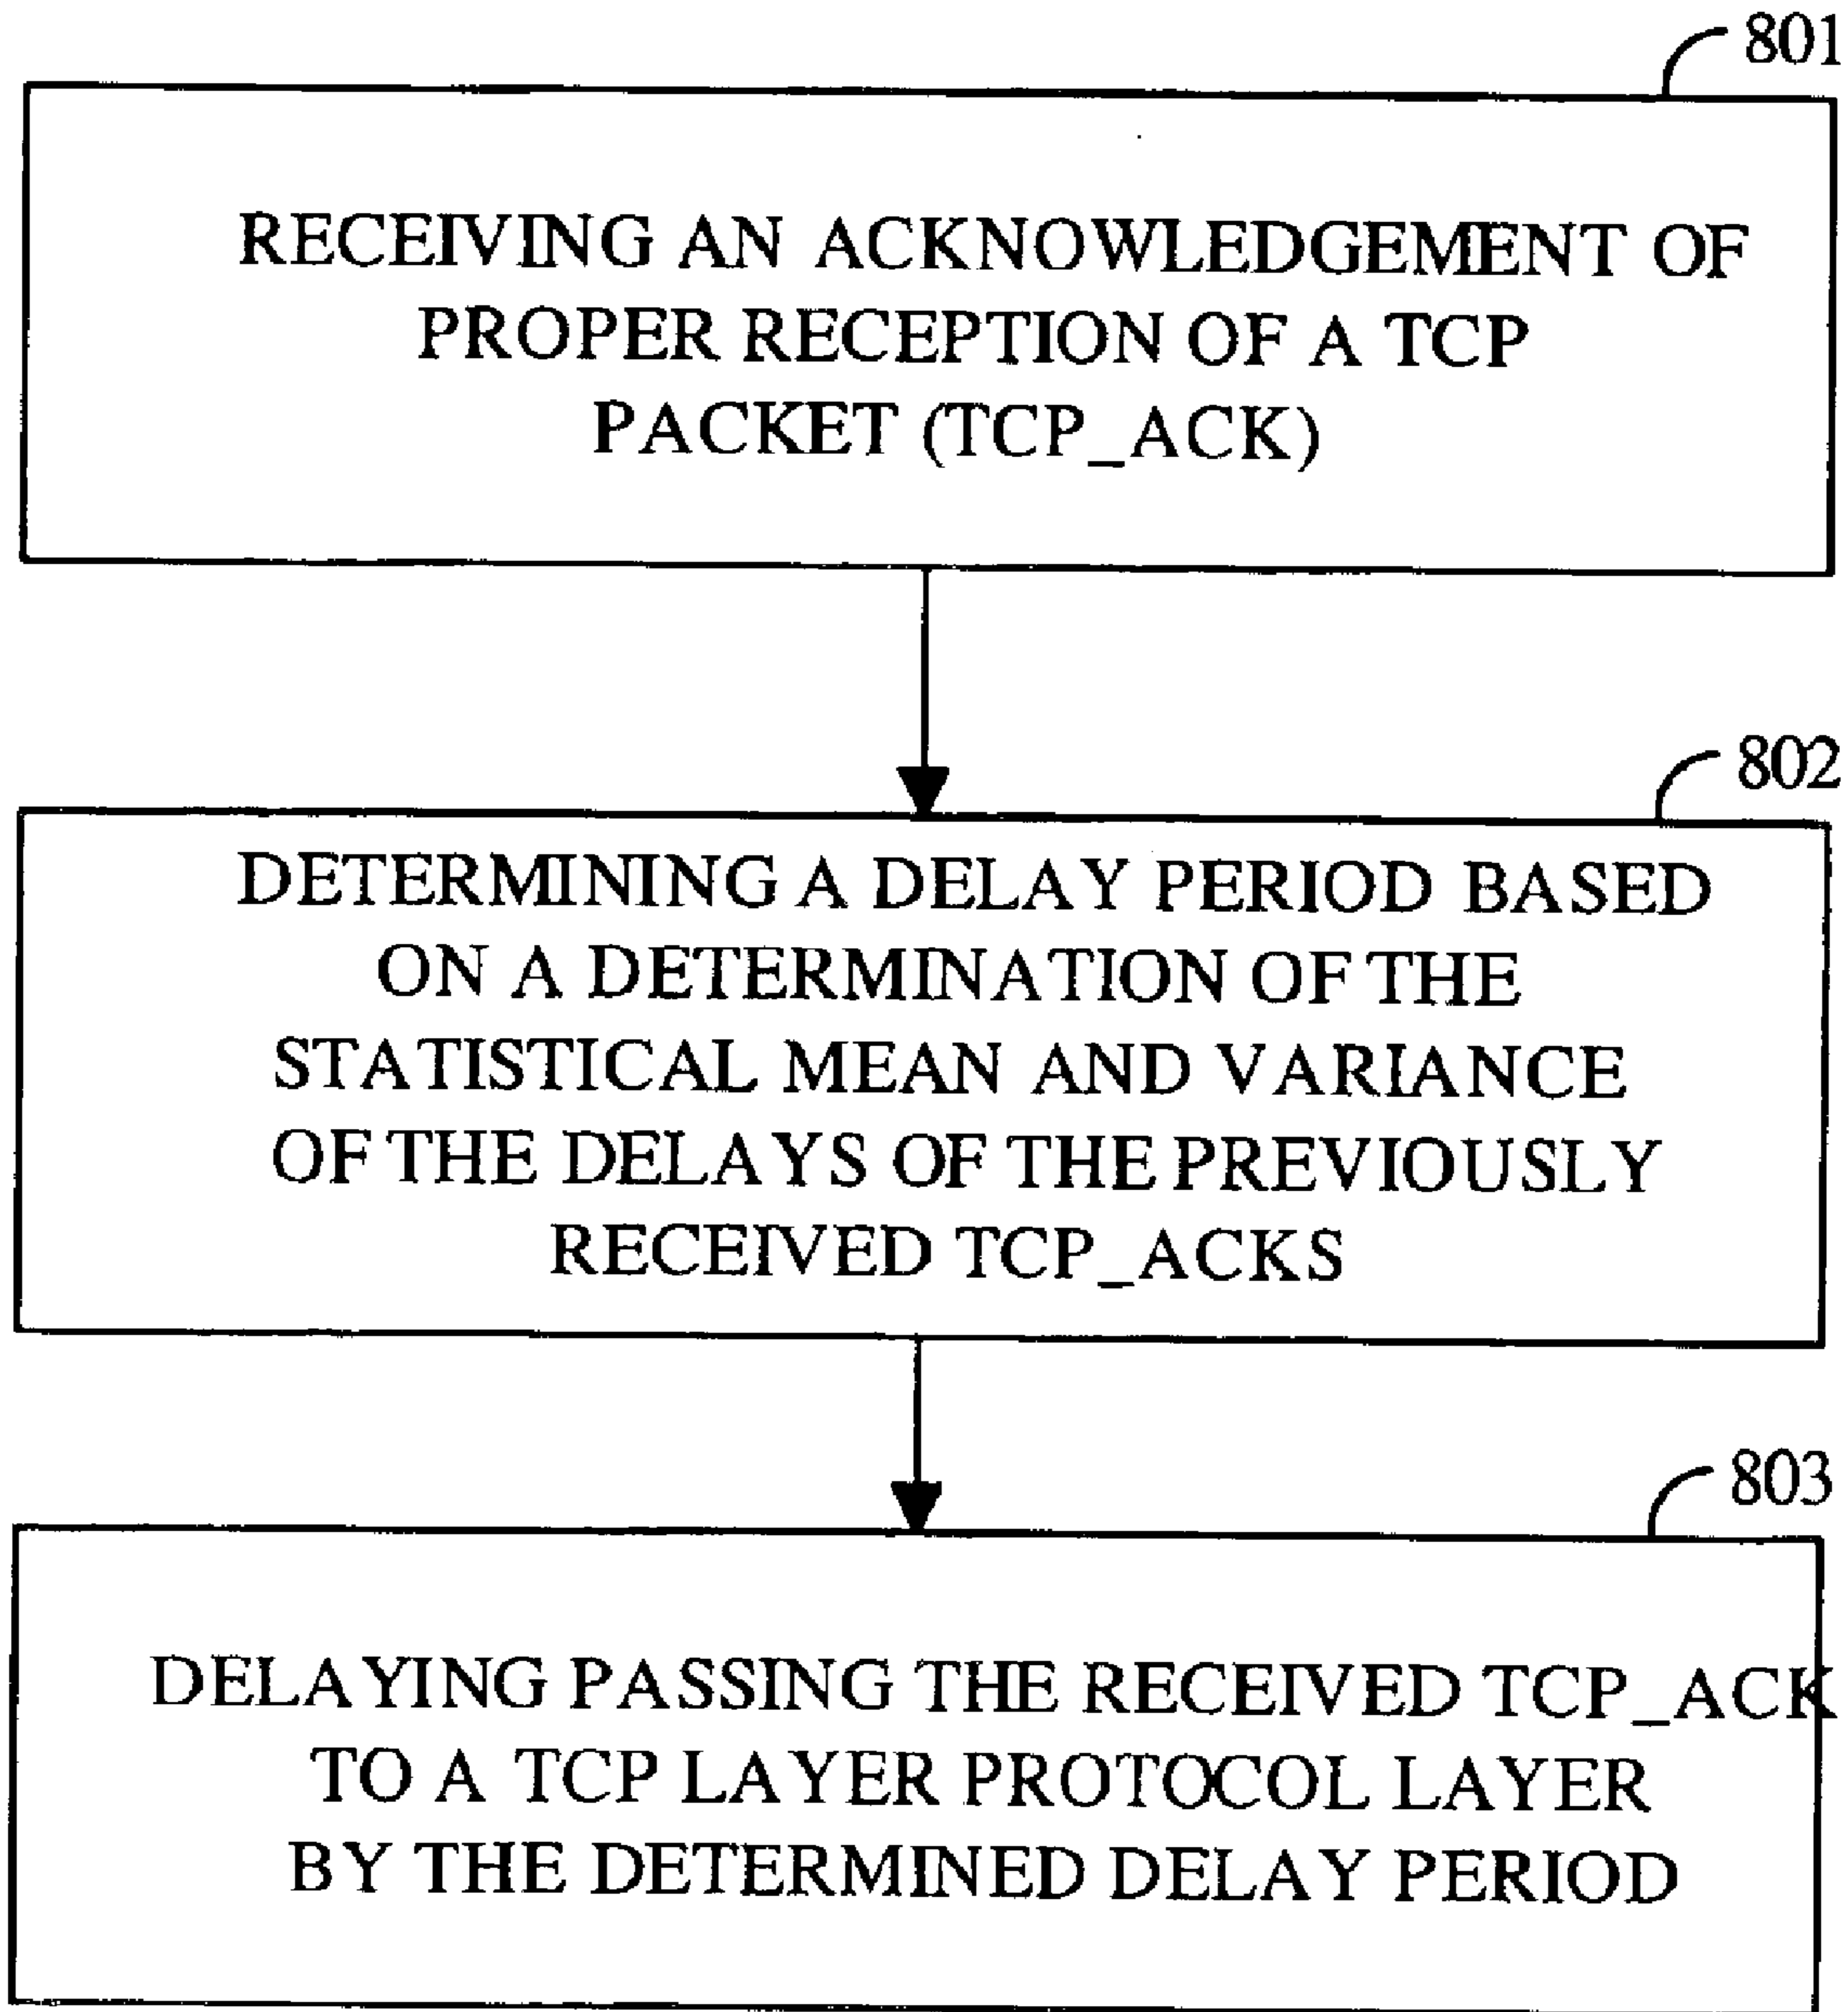 801
RECEIVING AN ACKNOWLEDGEMENT OF
PROPER RECEPTION OF A TCP
PACKET (TCP_ACK)
802
DETERMINING A DELAY PERIOD BASED
ON A DETERMINATION OF THE
STATISTICAL MEAN AND VARIANCE
OF THE DELAYS OF THE PREVIOUSLY
RECEIVED TCP_ACKS
803
DELAYING PASSING THE RECEIVED TCP_ACK
TO A TCP LAYER PROTOCOL LAYER
BY THE DETERMINED DELAY PERIOD